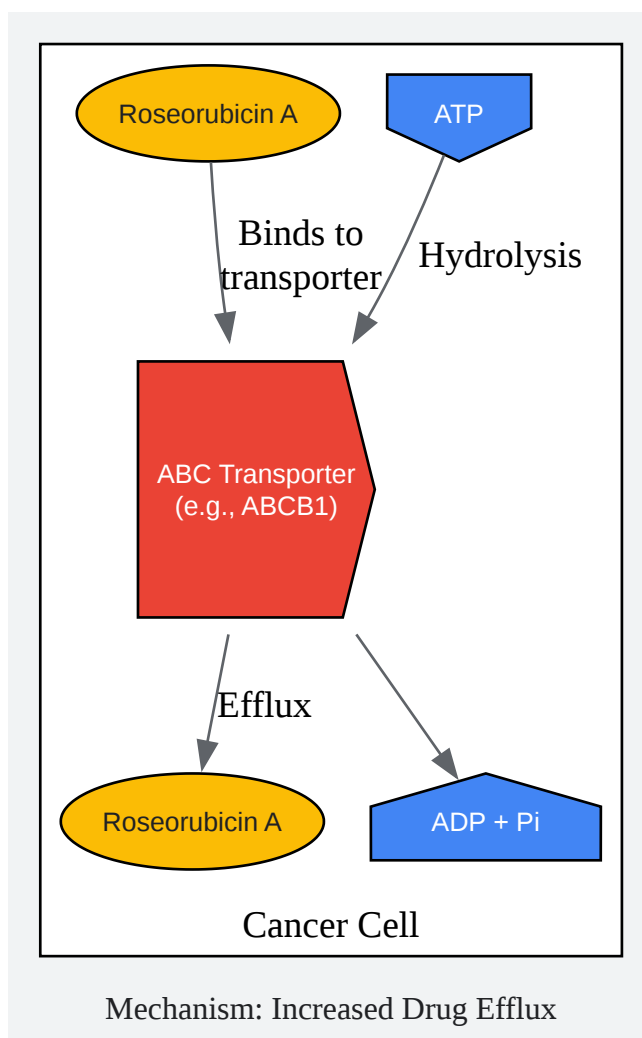 Roseorubicin A
ATP
Binds to
transporter
Hydrolysis
ABC Transporter
(e.g., ABCB1)
Efflux
Roseorubicin A
ADP + Pi
Cancer Cell
Mechanism: Increased Drug Efflux